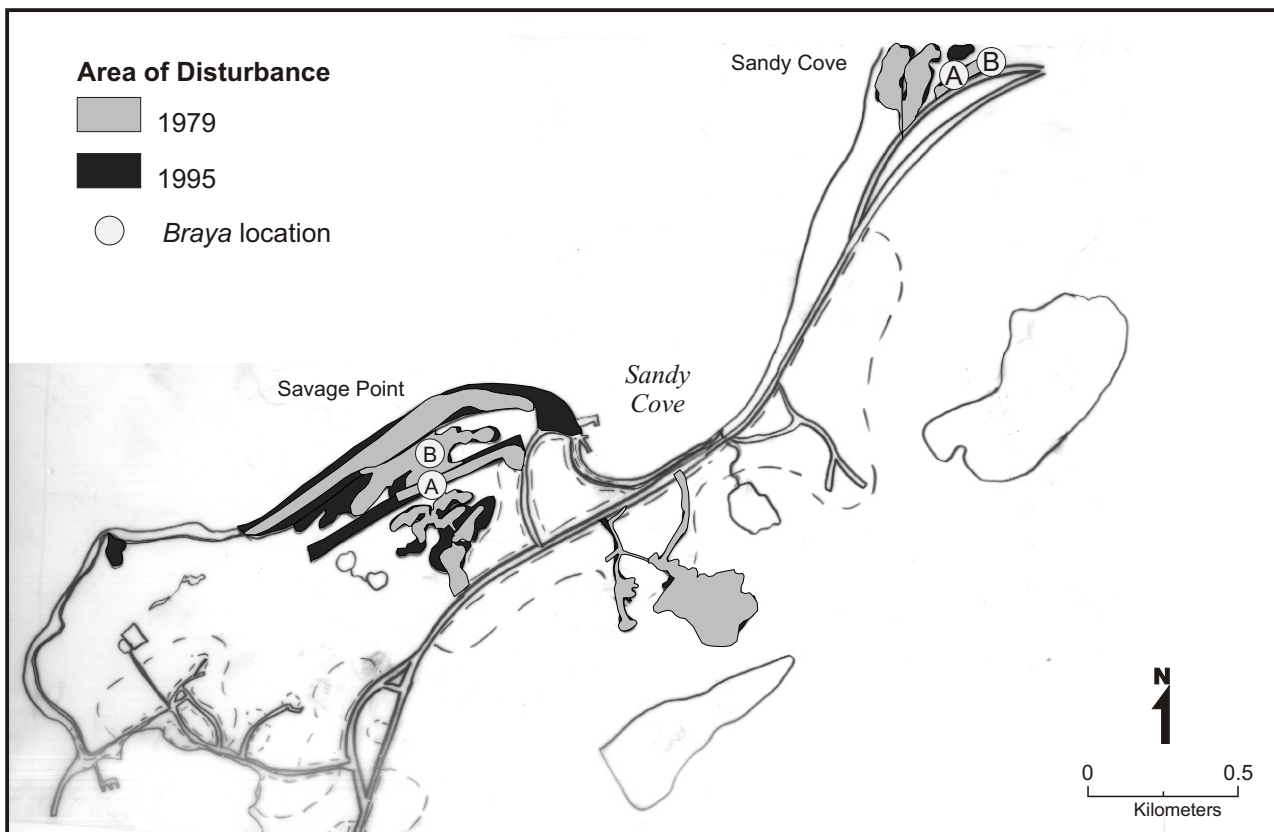 Area of Disturbance
1979
1995
Braya location
Sandy Cove
A
B
Savage Point
Sandy
Cove
B
A
N
0
0.5
Kilometers